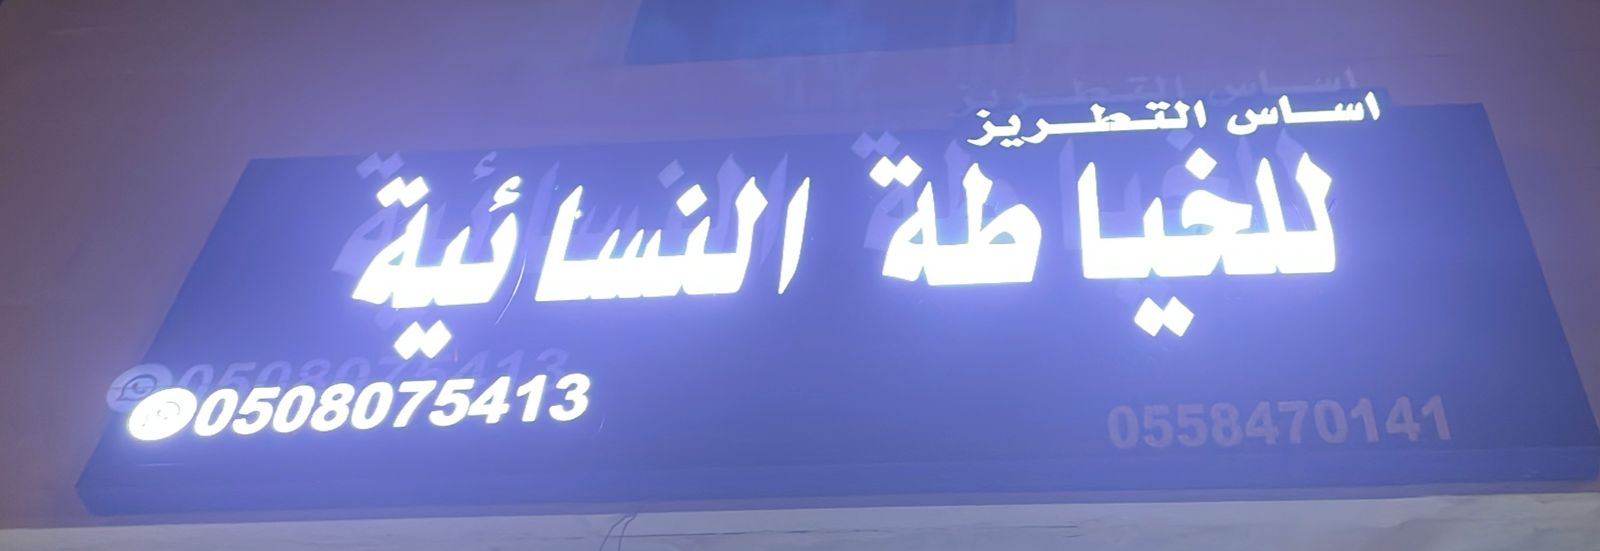 اساس التطريز
للخياطة النسائية
0508075413
0558470141